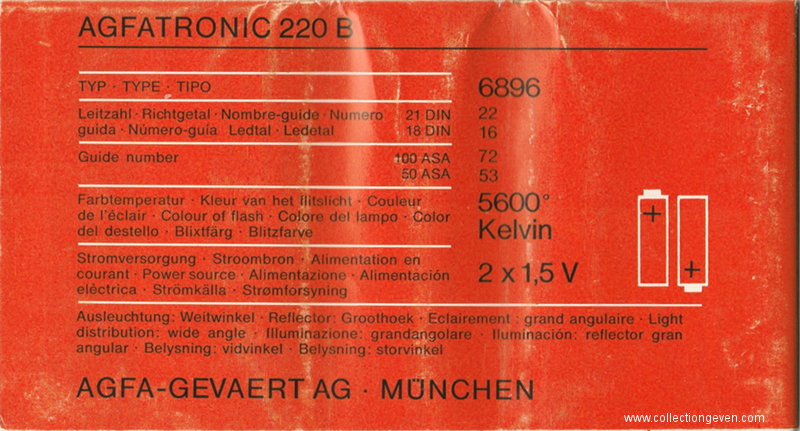 AGFATRONIC 220 B
TYP · TYPE · TIPO 6896
Leitzahl · Richtgetal · Nombre-guide · Numero 21 DIN 22
guida · Número-guía Ledtal · Ledetal 18 DIN 16
Guide number 100 ASA 72
50 ASA 53
Farbtemperatur · Kleur van het flitslicht · Couleur 5600°
de l'éclair · Colour of flash · Colore del lampo · Color Kelvin
del destello · Blixtfärg · Blitzfarve
Stromversorgung · Stroombron · Alimentation en
courant · Power source · Alimentazione · Alimentación 2 x 1,5 V
eléctrica · Strömkälla · Strømforsyning
+
+
Ausleuchtung: Weitwinkel · Reflector: Groothoek · Eclairement: grand angulaire · Light
distribution: wide angle · Illuminazione: grandangolare · Iluminación: reflector gran
angular · Belysning: vidvinkel · Belysning: storvinkel
AGFA-GEVAERT AG · MÜNCHEN
www.collectiongeven.com